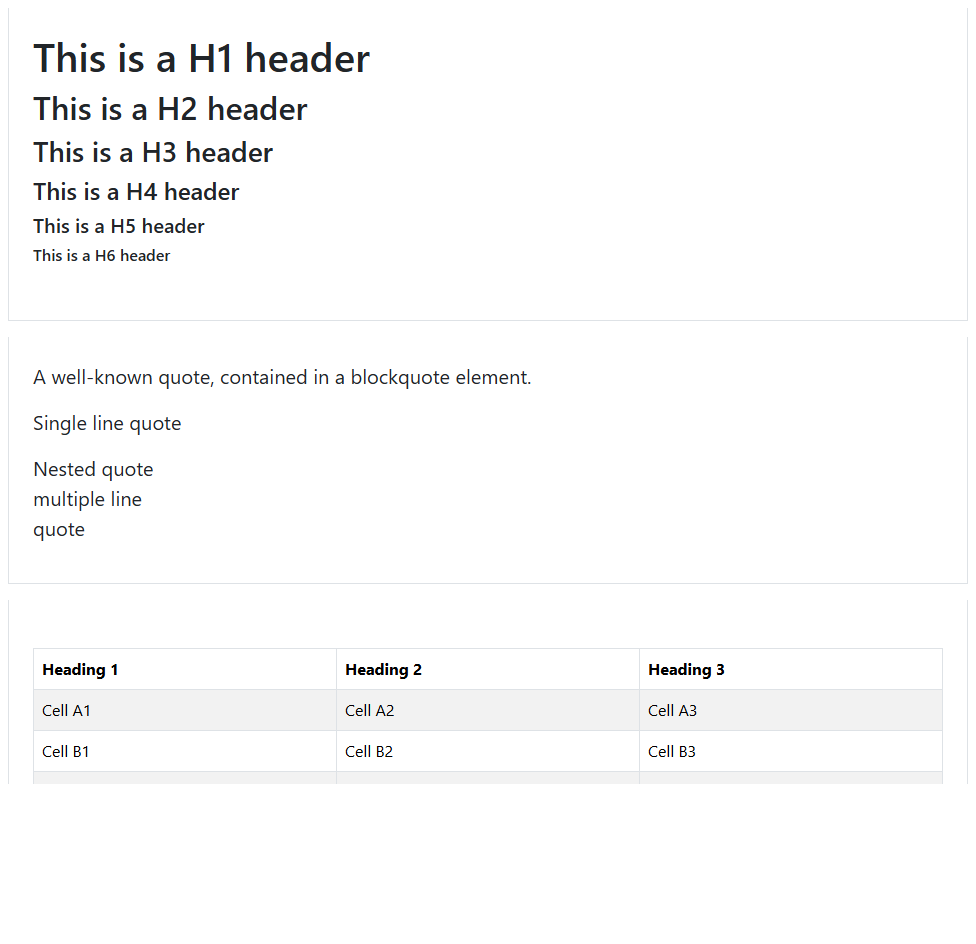 This is a H1 header
This is a H2 header
This is a H3 header
This is a H4 header
This is a H5 header
This is a H6 header
A well-known quote, contained in a blockquote element.
Single line quote
Nested quote
multiple line
quote
Heading 1 Heading 2 Heading 3
Cell A1 Cell A2 Cell A3
Cell B1 Cell B2 Cell B3